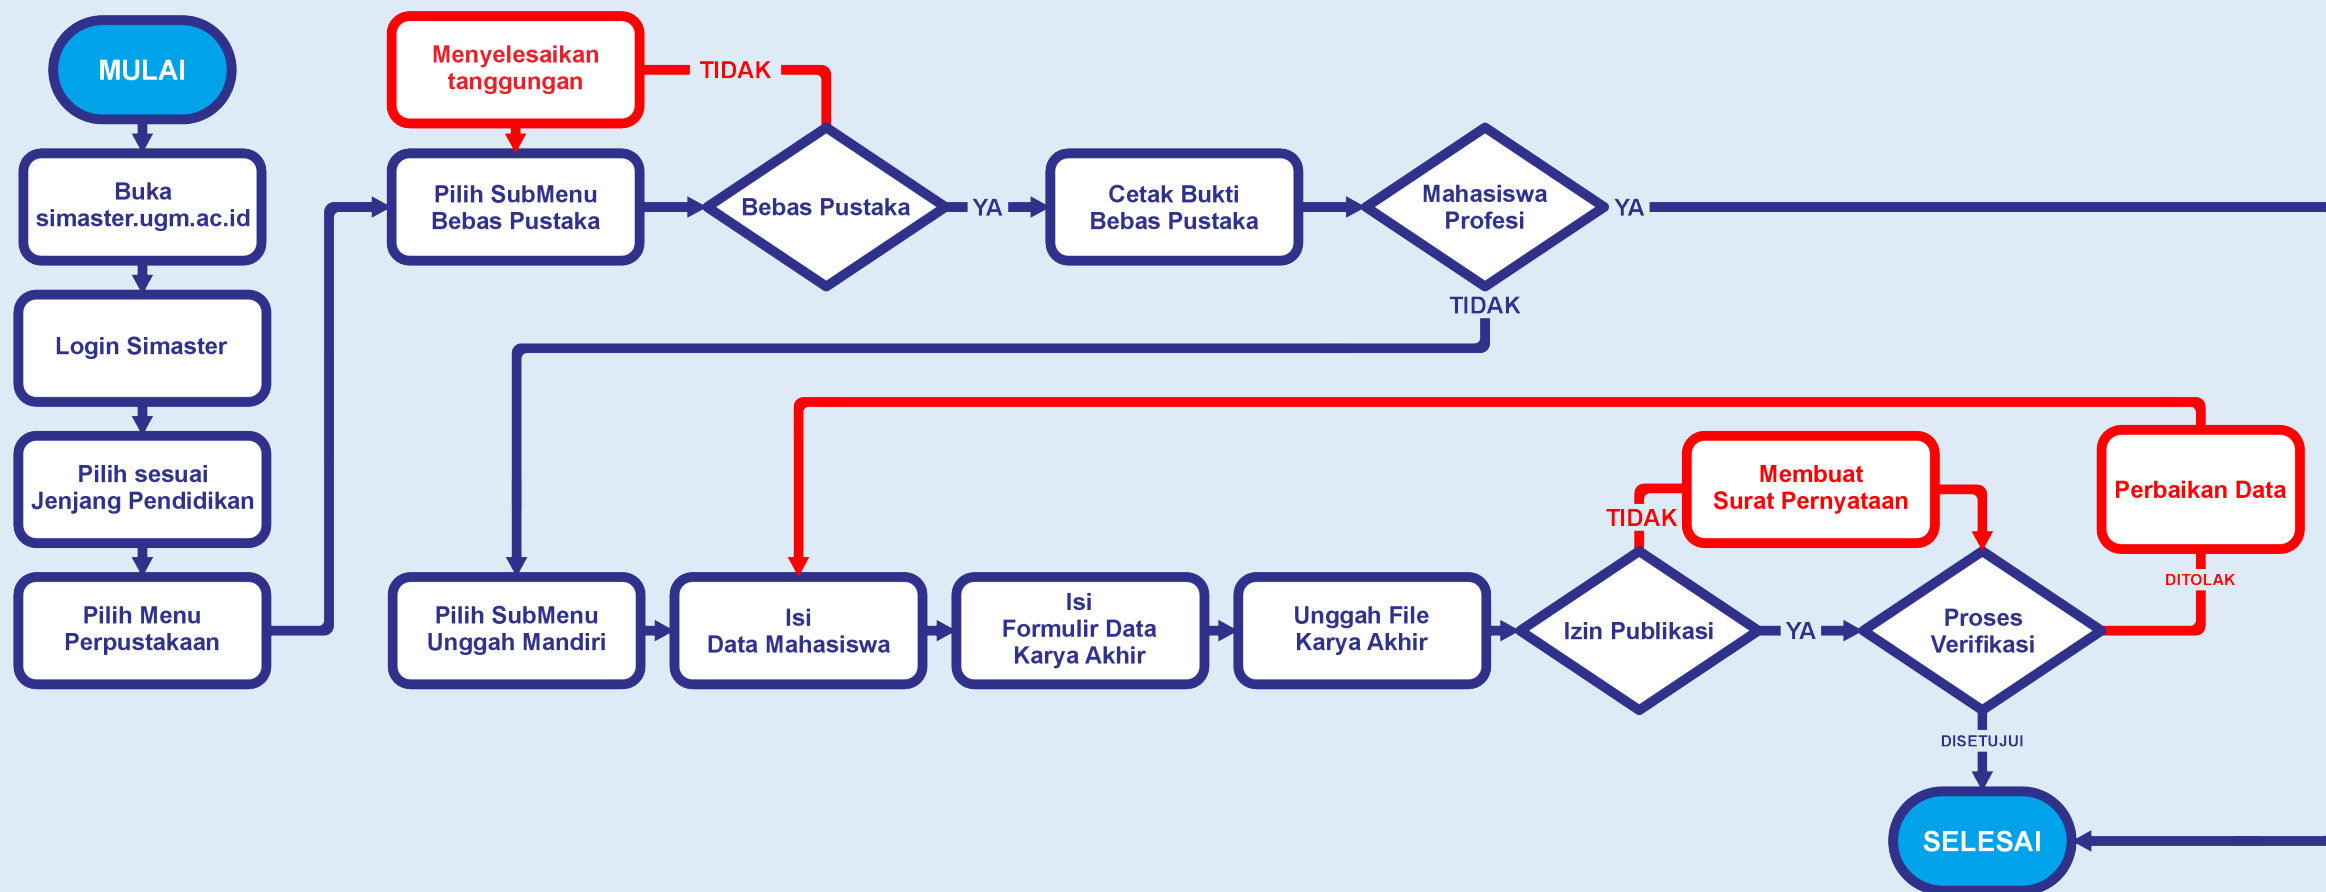 MULAI
Buka
simaster.ugm.ac.id
Login Simaster
Pilih sesuai
Jenjang Pendidikan
Pilih Menu
Perpustakaan
Menyelesaikan
tanggungan
TIDAK
Pilih SubMenu
Bebas Pustaka
Bebas Pustaka
YA
Cetak Bukti
Bebas Pustaka
Mahasiswa
Profesi
YA
TIDAK
Pilih SubMenu
Unggah Mandiri
Isi
Data Mahasiswa
Isi
Formulir Data
Karya Akhir
Unggah File
Karya Akhir
Izin Publikasi
TIDAK
Membuat
Surat Pernyataan
YA
Proses
Verifikasi
DITOLAK
Perbaikan Data
DISETUJUI
SELESAI